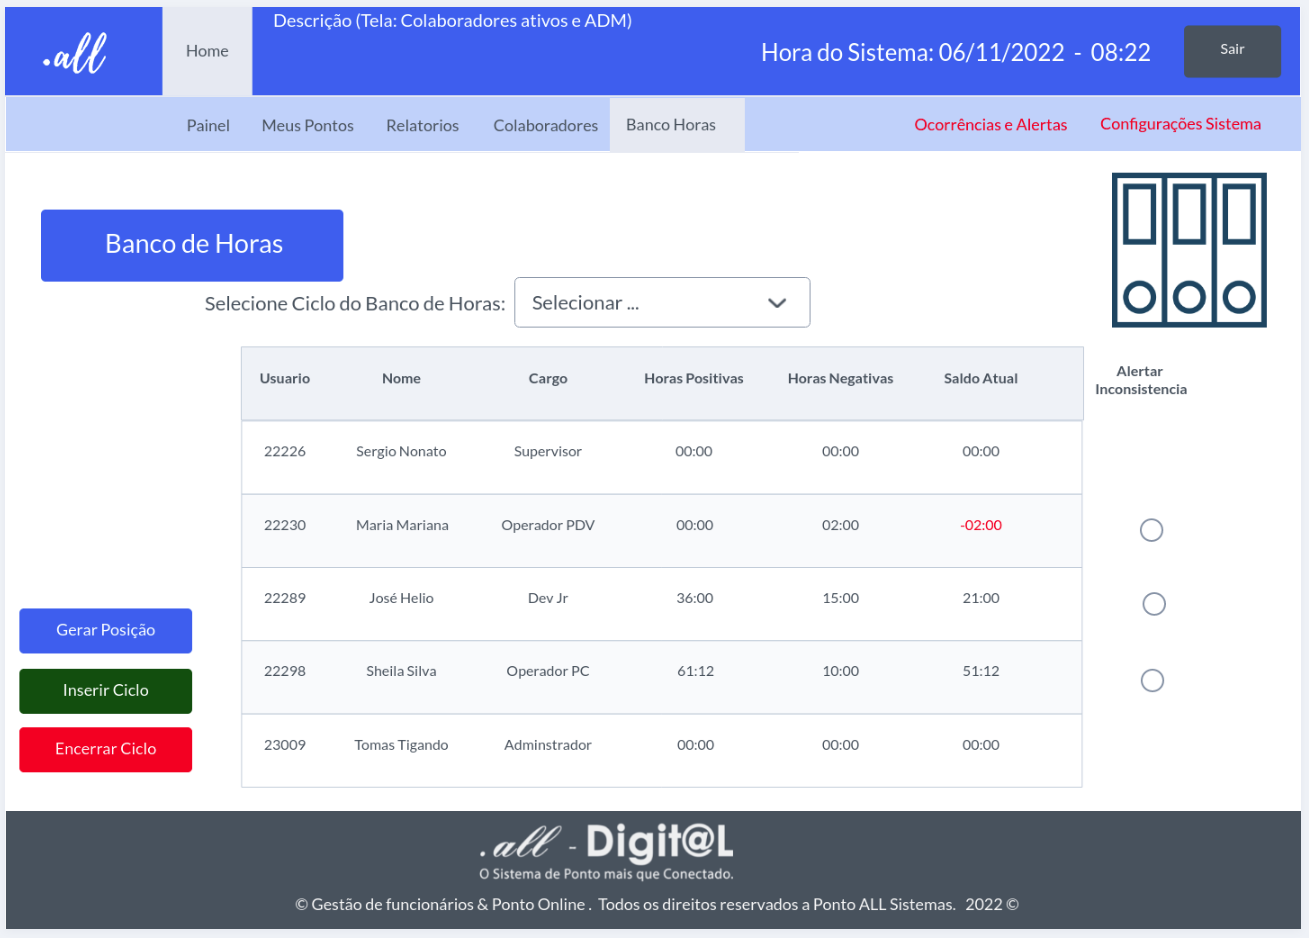 Descrição (Tela: Colaboradores ativos e ADM)
.all
Home
Hora do Sistema: 06/11/2022 - 08:22
Sair
Painel Meus Pontos Relatorios Colaboradores Banco Horas Ocorrências e Alertas Configurações Sistema
Banco de Horas
Selecione Ciclo do Banco de Horas: Selecionar ...
Usuario Nome Cargo Horas Positivas Horas Negativas Saldo Atual
Alertar
Inconsistencia
22226 Sergio Nonato Supervisor 00:00 00:00 00:00
22230 Maria Mariana Operador PDV 00:00 02:00 -02:00
22289 José Helio Dev Jr 36:00 15:00 21:00
22298 Sheila Silva Operador PC 61:12 10:00 51:12
23009 Tomas Tigando Adminstrador 00:00 00:00 00:00
Gerar Posição
Inserir Ciclo
Encerrar Ciclo
.all - Digit@L
O Sistema de Ponto mais que Conectado.
© Gestão de funcionários & Ponto Online . Todos os direitos reservados a Ponto ALL Sistemas. 2022 ©